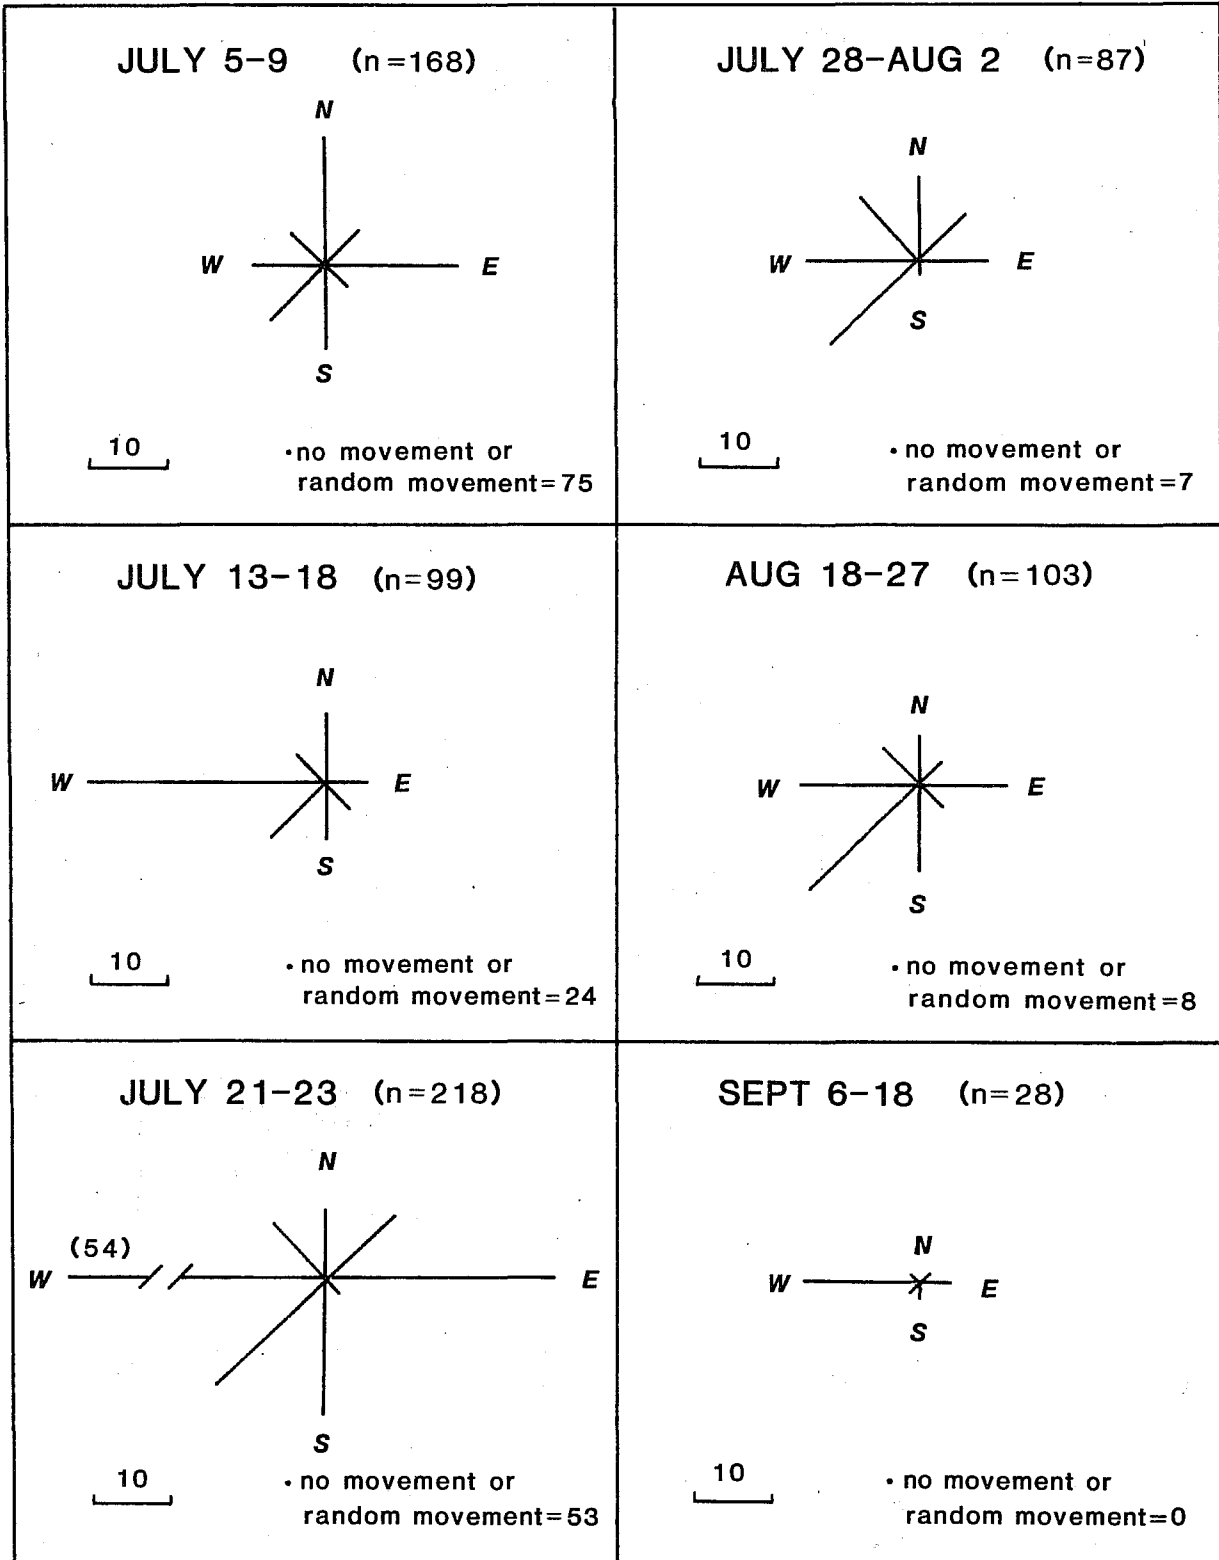 JULY 5-9 (n=168)
N
W E
S
10
•no movement or
random movement=75
JULY 28-AUG 2 (n=87)
N
W E
S
10
•no movement or
random movement=7
JULY 13-18 (n=99)
N
W E
S
10
•no movement or
random movement=24
AUG 18-27 (n=103)
N
W E
S
10
•no movement or
random movement=8
JULY 21-23 (n=218)
N
(54)
W E
S
10
•no movement or
random movement=53
SEPT 6-18 (n=28)
N
W E
S
10
•no movement or
random movement=0